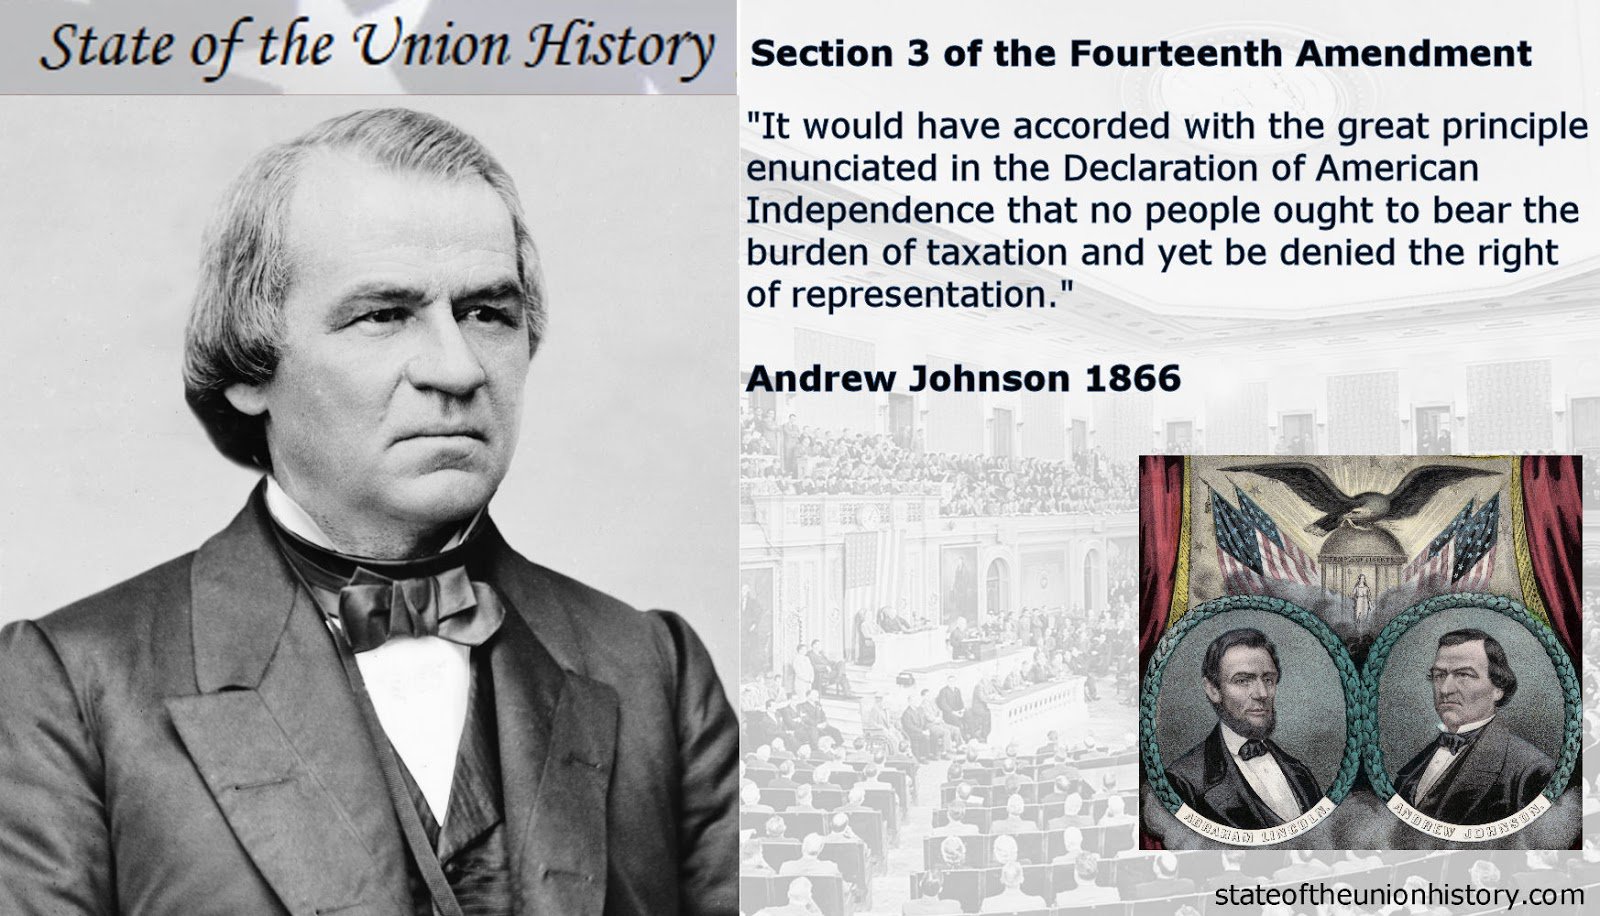 State of the Union History
Section 3 of the Fourteenth Amendment
"It would have accorded with the great principle
enunciated in the Declaration of American
Independence that no people ought to bear the
burden of taxation and yet be denied the right
of representation."
Andrew Johnson 1866
ABRAHAM LINCOLN.
ANDREW JOHNSON.
stateoftheunionhistory.com